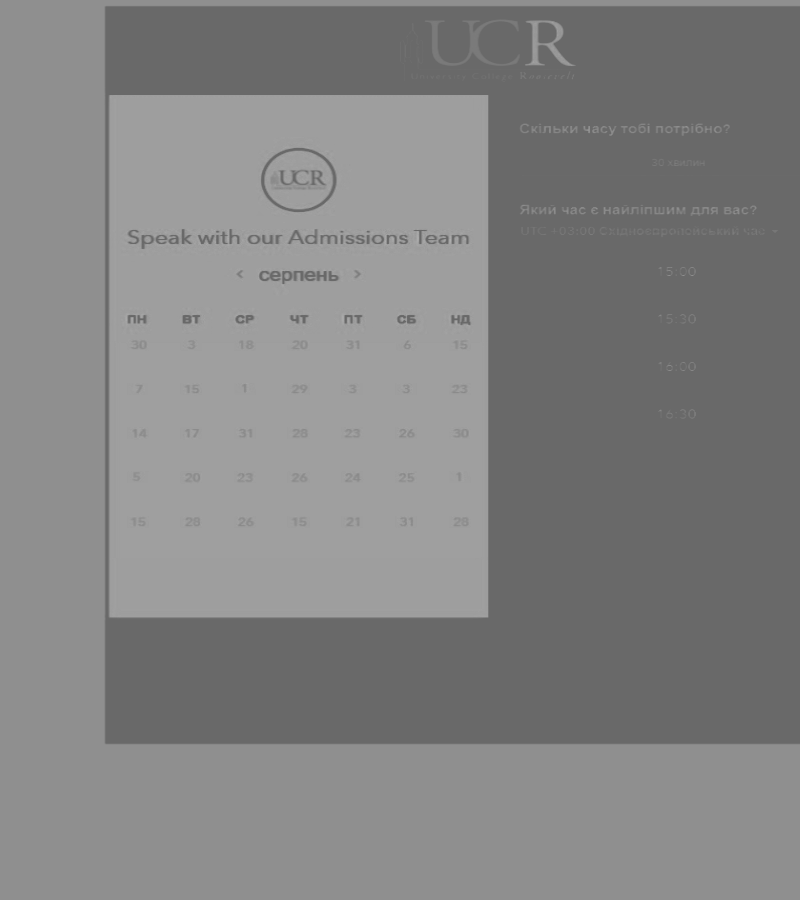 UCR
University College Roosevelt
UCR
Speak with our Admissions Team
‹ серпень ›
ПН ВТ СР ЧТ ПТ СБ НД
30 3 18 20 31 6 15
7 15 1 29 3 3 23
14 17 31 28 23 26 30
5 20 23 26 24 25 1
15 28 26 15 21 31 28
Скільки часу тобі потрібно?
30 хвилин
Який час є найліпшим для вас?
UTC +03:00 Східноєвропейський час
15:00
15:30
16:00
16:30